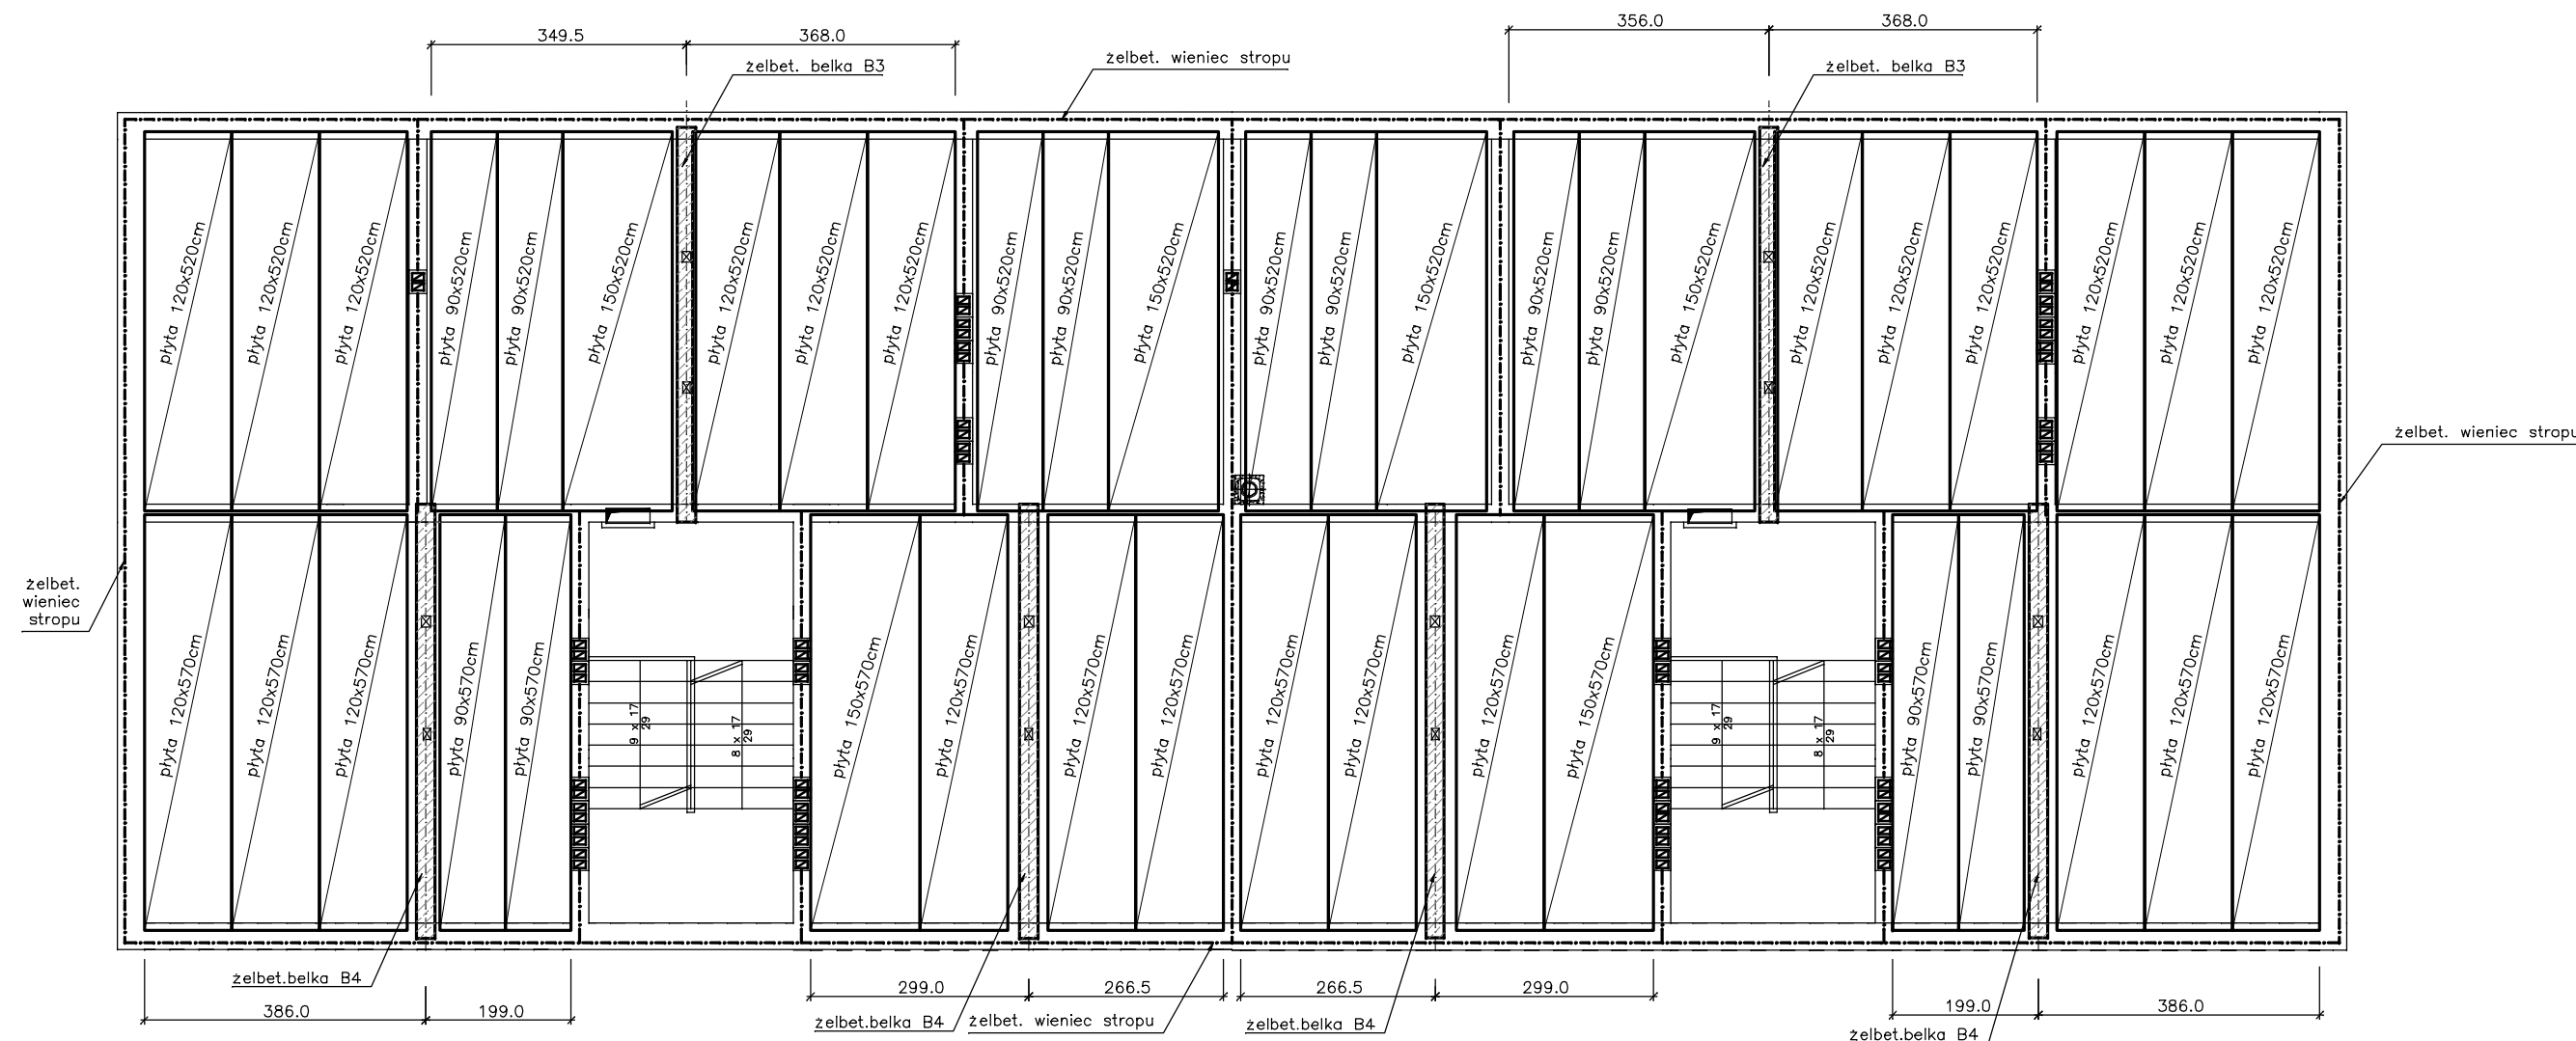 349.5
368.0
356.0
368.0
żelbet. wieniec stropu
żelbet. belka B3
żelbet. belka B3
płyta 120x520cm
płyta 120x520cm
płyta 120x520cm
płyta 90x520cm
płyta 90x520cm
płyta 150x520cm
płyta 120x520cm
płyta 120x520cm
płyta 120x520cm
płyta 90x520cm
płyta 90x520cm
płyta 150x520cm
płyta 90x520cm
płyta 90x520cm
płyta 150x520cm
płyta 90x520cm
płyta 90x520cm
płyta 150x520cm
płyta 120x520cm
płyta 120x520cm
płyta 120x520cm
płyta 120x520cm
płyta 120x520cm
płyta 120x520cm
żelbet. wieniec stropu
żelbet.
wieniec
stropu
płyta 120x570cm
płyta 120x570cm
płyta 120x570cm
płyta 90x570cm
płyta 90x570cm
9 x 17
29
8 x 17
29
płyta 150x570cm
płyta 120x570cm
płyta 120x570cm
płyta 120x570cm
płyta 120x570cm
płyta 120x570cm
płyta 120x570cm
płyta 150x570cm
9 x 17
29
8 x 17
29
płyta 90x570cm
płyta 90x570cm
płyta 120x570cm
płyta 120x570cm
płyta 120x570cm
żelbet.belka B4
386.0
199.0
299.0
266.5
266.5
299.0
199.0
386.0
żelbet.belka B4
żelbet. wieniec stropu
żelbet.belka B4
żelbet.belka B4